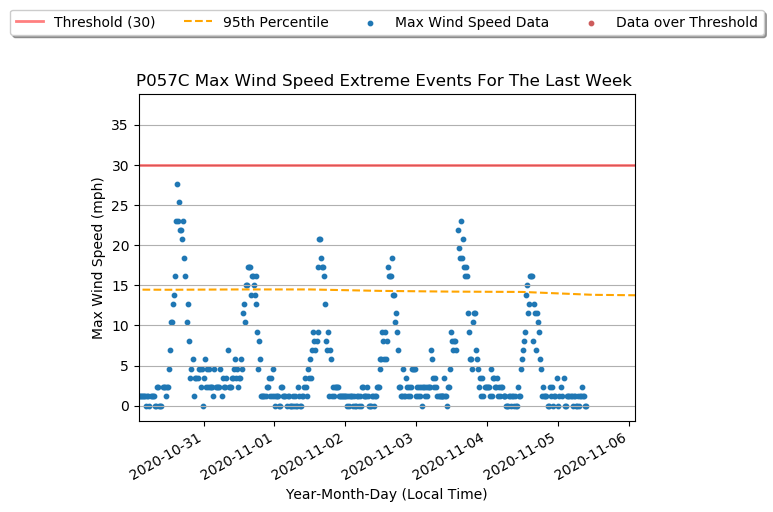 Threshold (30) 95th Percentile Max Wind Speed Data Data over Threshold
P057C Max Wind Speed Extreme Events For The Last Week
Max Wind Speed (mph)
35
30
25
20
15
10
5
0
2020-10-31 2020-11-01 2020-11-02 2020-11-03 2020-11-04 2020-11-05 2020-11-06
Year-Month-Day (Local Time)